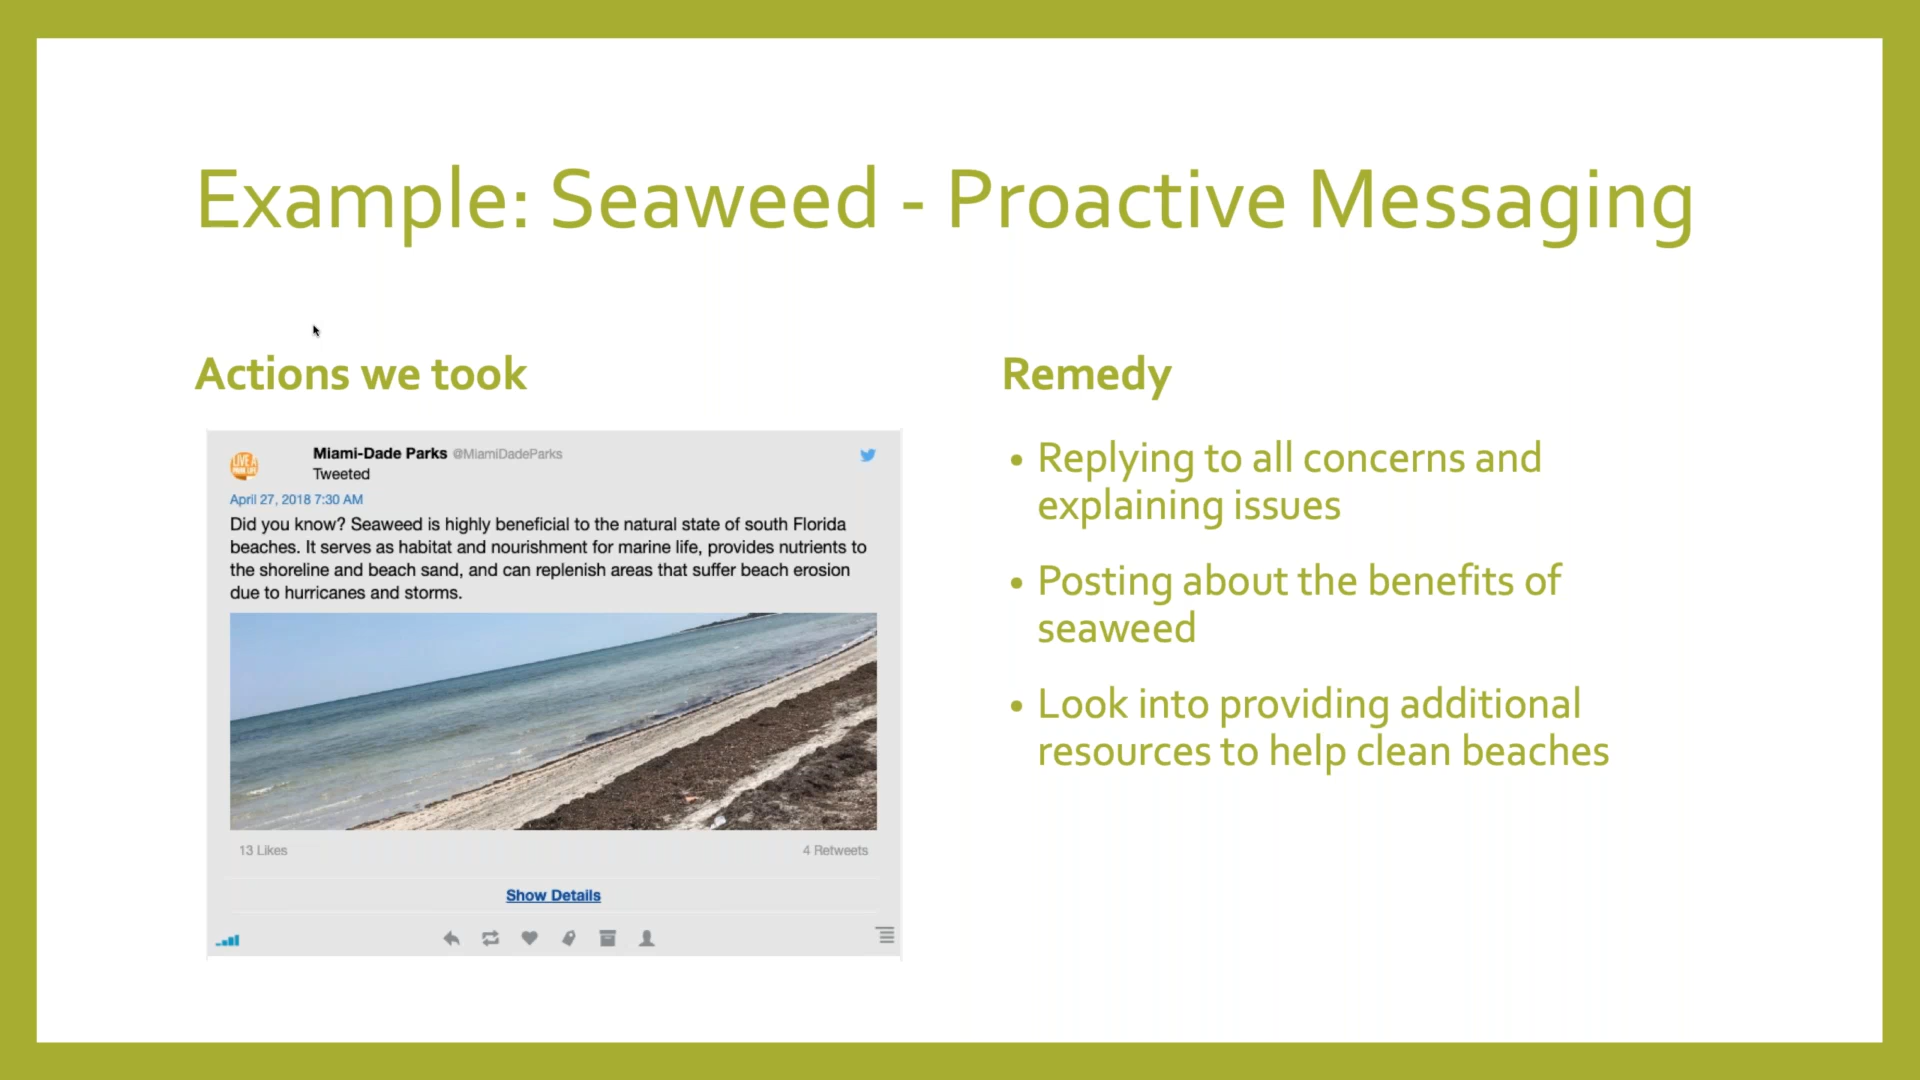 Example: Seaweed - Proactive Messaging
Actions we took
Miami-Dade Parks @MiamiDadeParks
Tweeted
April 27, 2018 7:30 AM
Did you know? Seaweed is highly beneficial to the natural state of south Florida
beaches. It serves as habitat and nourishment for marine life, provides nutrients to
the shoreline and beach sand, and can replenish areas that suffer beach erosion
due to hurricanes and storms.
13 Likes
4 Retweets
Show Details
Remedy
• Replying to all concerns and
explaining issues
• Posting about the benefits of
seaweed
• Look into providing additional
resources to help clean beaches